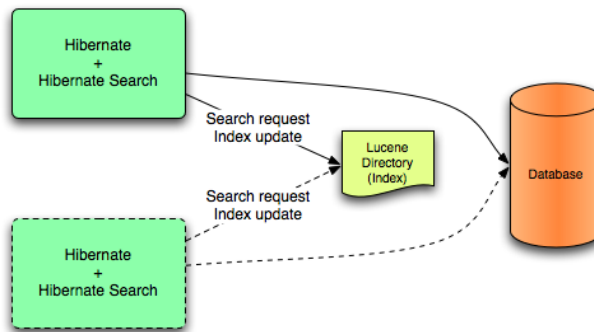 Hibernate
+
Hibernate Search
Search request
Index update
Lucene
Directory
(Index)
Database
Search request
Index update
Hibernate
+
Hibernate Search